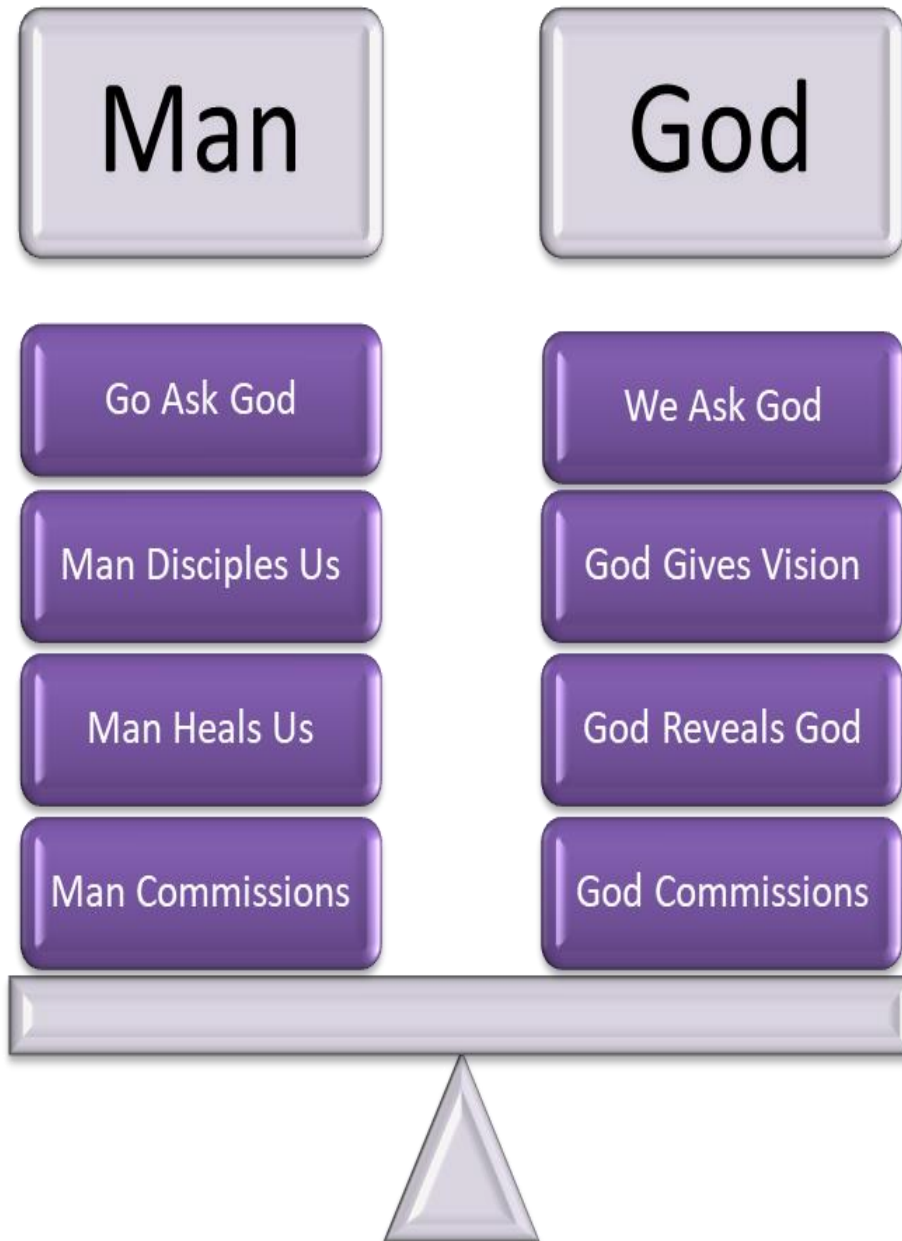 Man
God
Go Ask God
We Ask God
Man Disciples Us
God Gives Vision
Man Heals Us
God Reveals God
Man Commissions
God Commissions